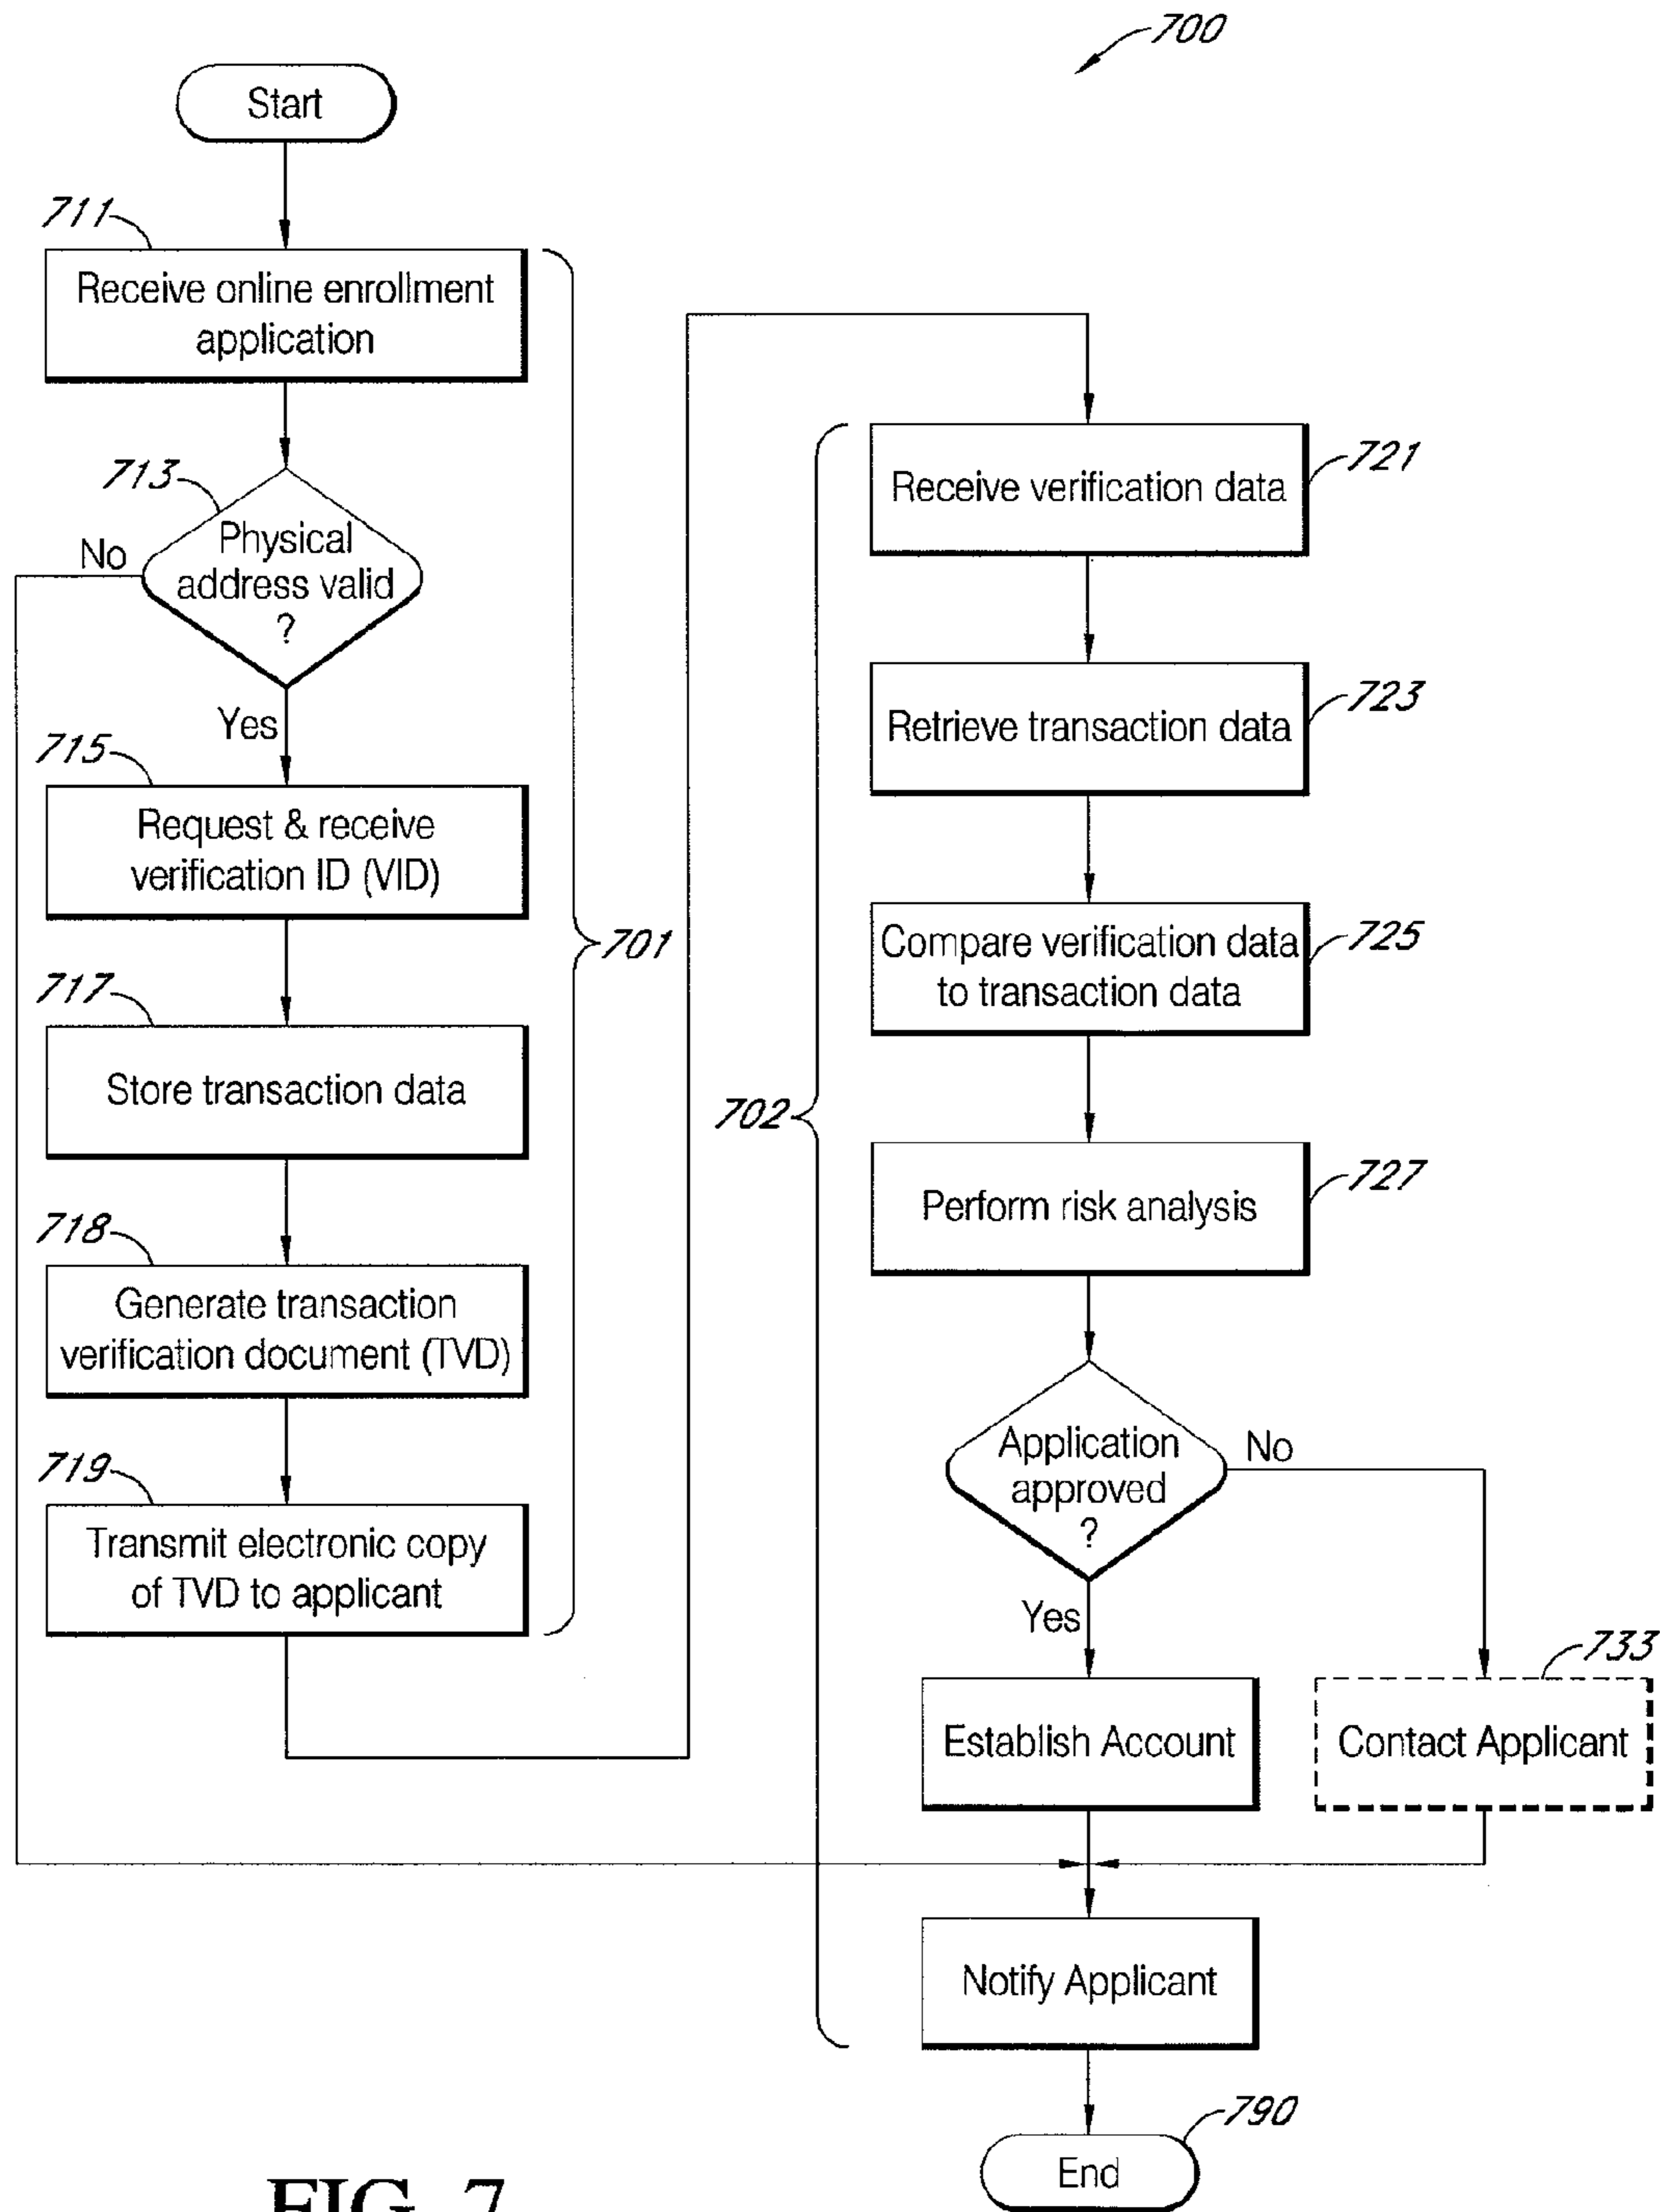 700
Start
711
Receive online enrollment
application
713
Physical
address valid
?
No
Yes
715
Request & receive
verification ID (VID)
701
717
Store transaction data
718
Generate transaction
verification document (TVD)
719
Transmit electronic copy
of TVD to applicant
721
Receive verification data
723
Retrieve transaction data
725
Compare verification data
to transaction data
702
727
Perform risk analysis
Application
approved
?
No
Yes
733
Establish Account
Contact Applicant
Notify Applicant
790
End
FIG. 7